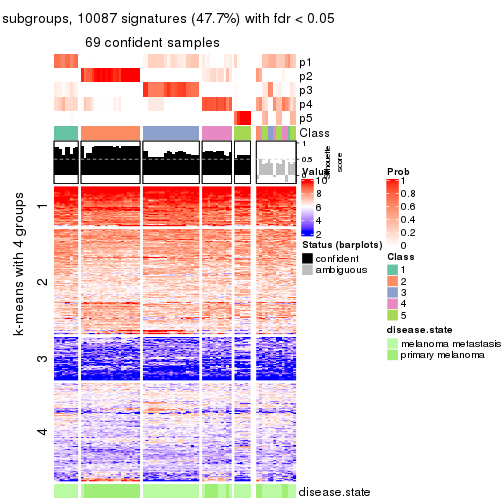 subgroups, 10087 signatures (47.7%) with fdr < 0.05
69 confident samples
p1
p2
p3
p4
p5
Class
1
0.5
0
silhouette
score
k-means with 4 groups
1
2
3
4
disease.state
Value
10
8
6
4
2
Status (barplots)
confident
ambiguous
Prob
1
0.8
0.6
0.4
0.2
0
Class
1
2
3
4
5
disease.state
melanoma metastasis
primary melanoma